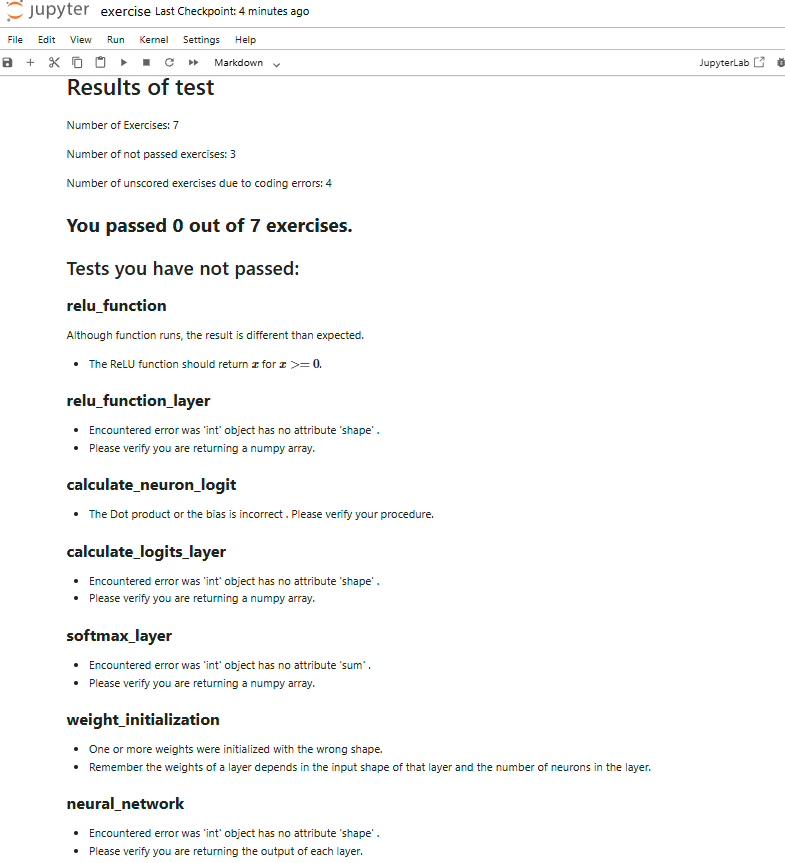 jupyter exercise Last Checkpoint: 4 minutes ago
File Edit View Run Kernel Settings Help
Markdown JupyterLab
Results of test
Number of Exercises: 7
Number of not passed exercises: 3
Number of unscored exercises due to coding errors: 4
You passed 0 out of 7 exercises.
Tests you have not passed:
relu_function
Although function runs, the result is different than expected.
• The ReLU function should return x for x >= 0.
relu_function_layer
• Encountered error was 'int' object has no attribute 'shape' .
• Please verify you are returning a numpy array.
calculate_neuron_logit
• The Dot product or the bias is incorrect . Please verify your procedure.
calculate_logits_layer
• Encountered error was 'int' object has no attribute 'shape' .
• Please verify you are returning a numpy array.
softmax_layer
• Encountered error was 'int' object has no attribute 'sum' .
• Please verify you are returning a numpy array.
weight_initialization
• One or more weights were initialized with the wrong shape.
• Remember the weights of a layer depends in the input shape of that layer and the number of neurons in the layer.
neural_network
• Encountered error was 'int' object has no attribute 'shape' .
• Please verify you are returning the output of each layer.